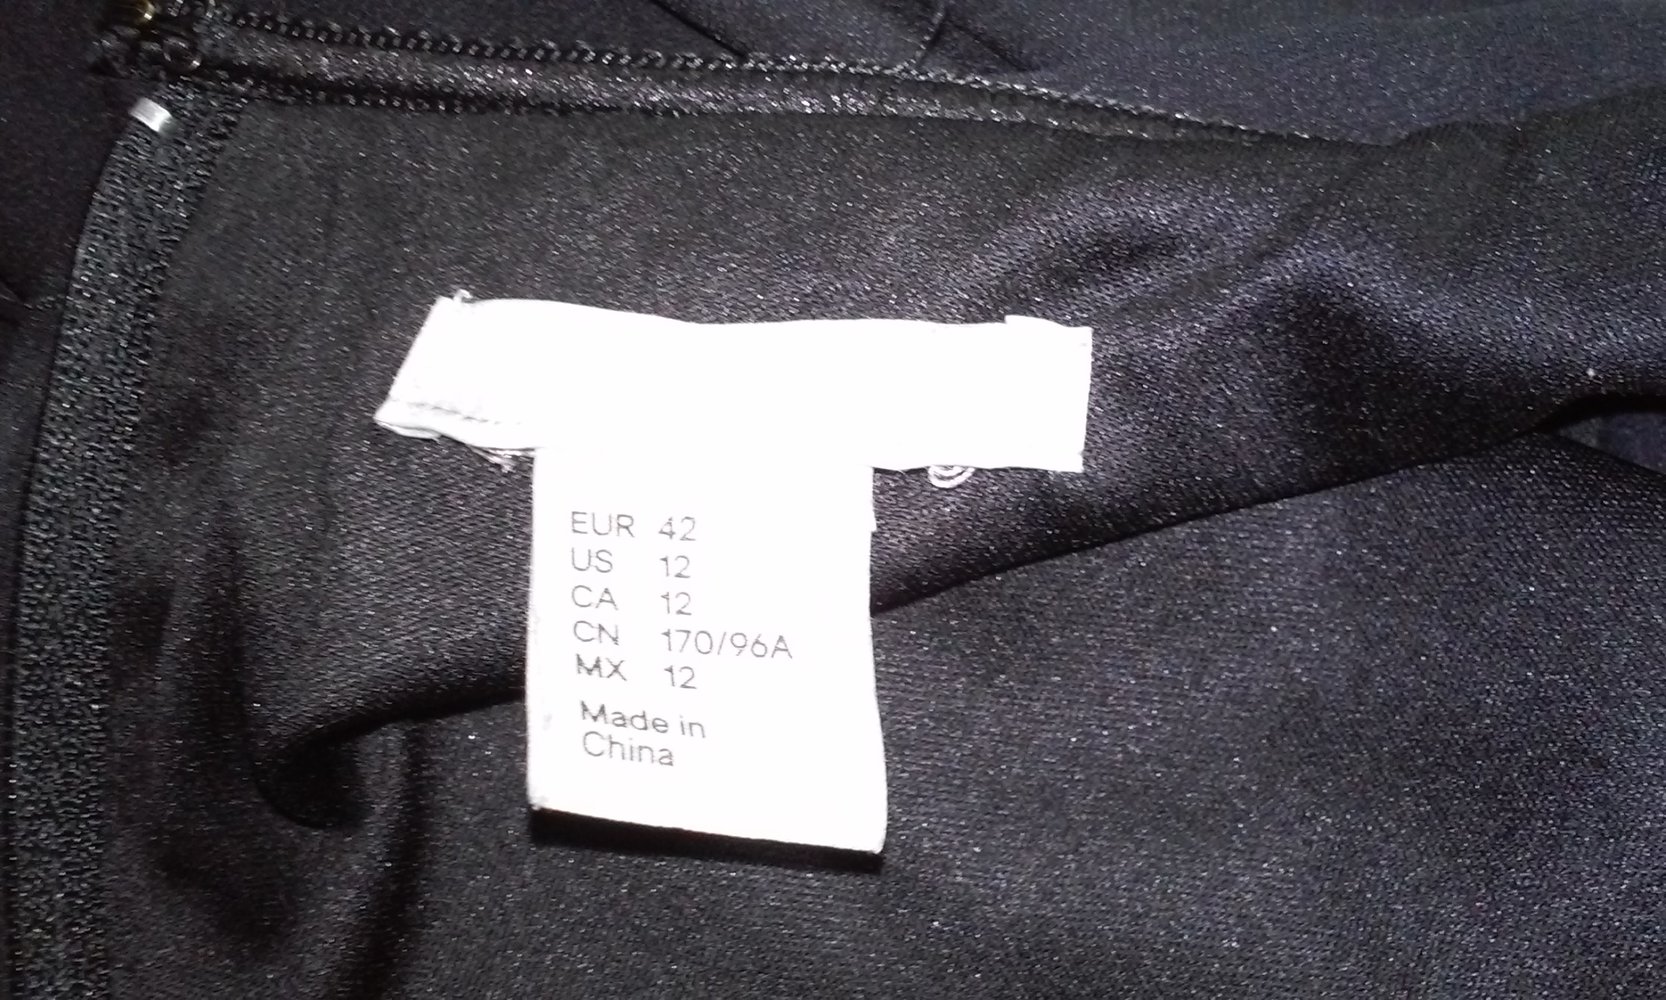 EUR 42
US 12
CA 12
CN 170/96A
MX 12
Made in
China